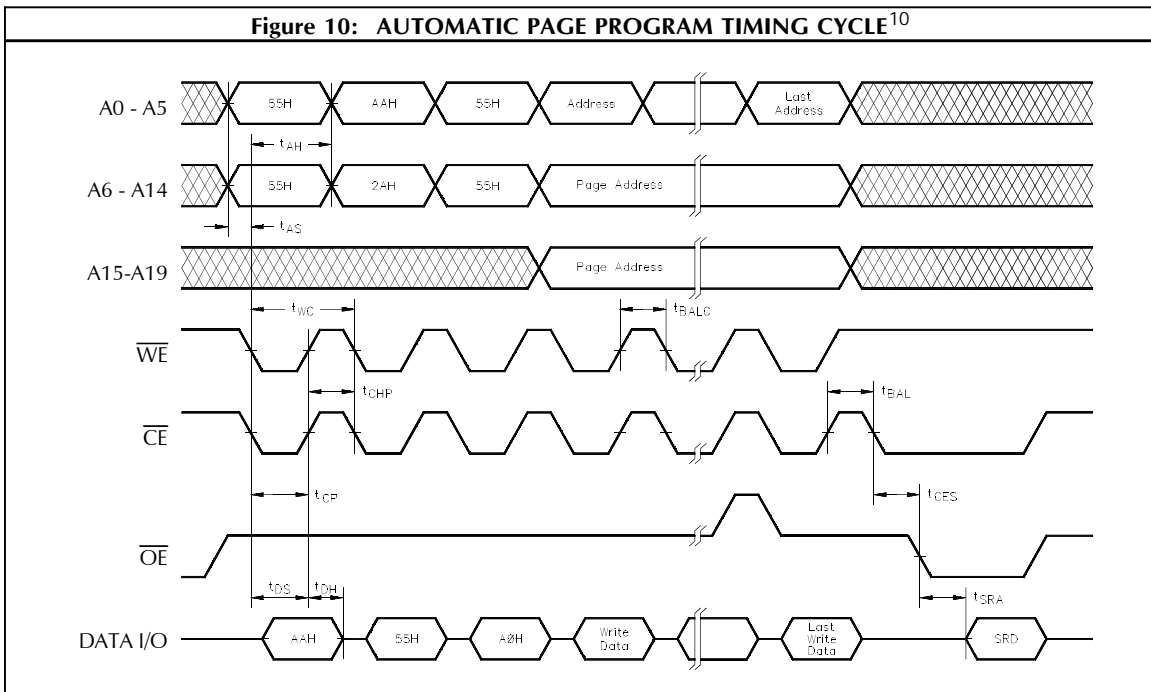 Figure 10: AUTOMATIC PAGE PROGRAM TIMING CYCLE10
A0 - A5
55H
AAH
55H
Address
Last
Address
tAH
A6 - A14
55H
2AH
55H
Page Address
tAS
A15-A19
Page Address
tWC
tBALC
WE
tCHP
tBAL
CE
tCP
tCES
OE
tDS
tDH
tSRA
DATA I/O
AAH
55H
AØH
Write
Data
Last
Write
Data
SRD